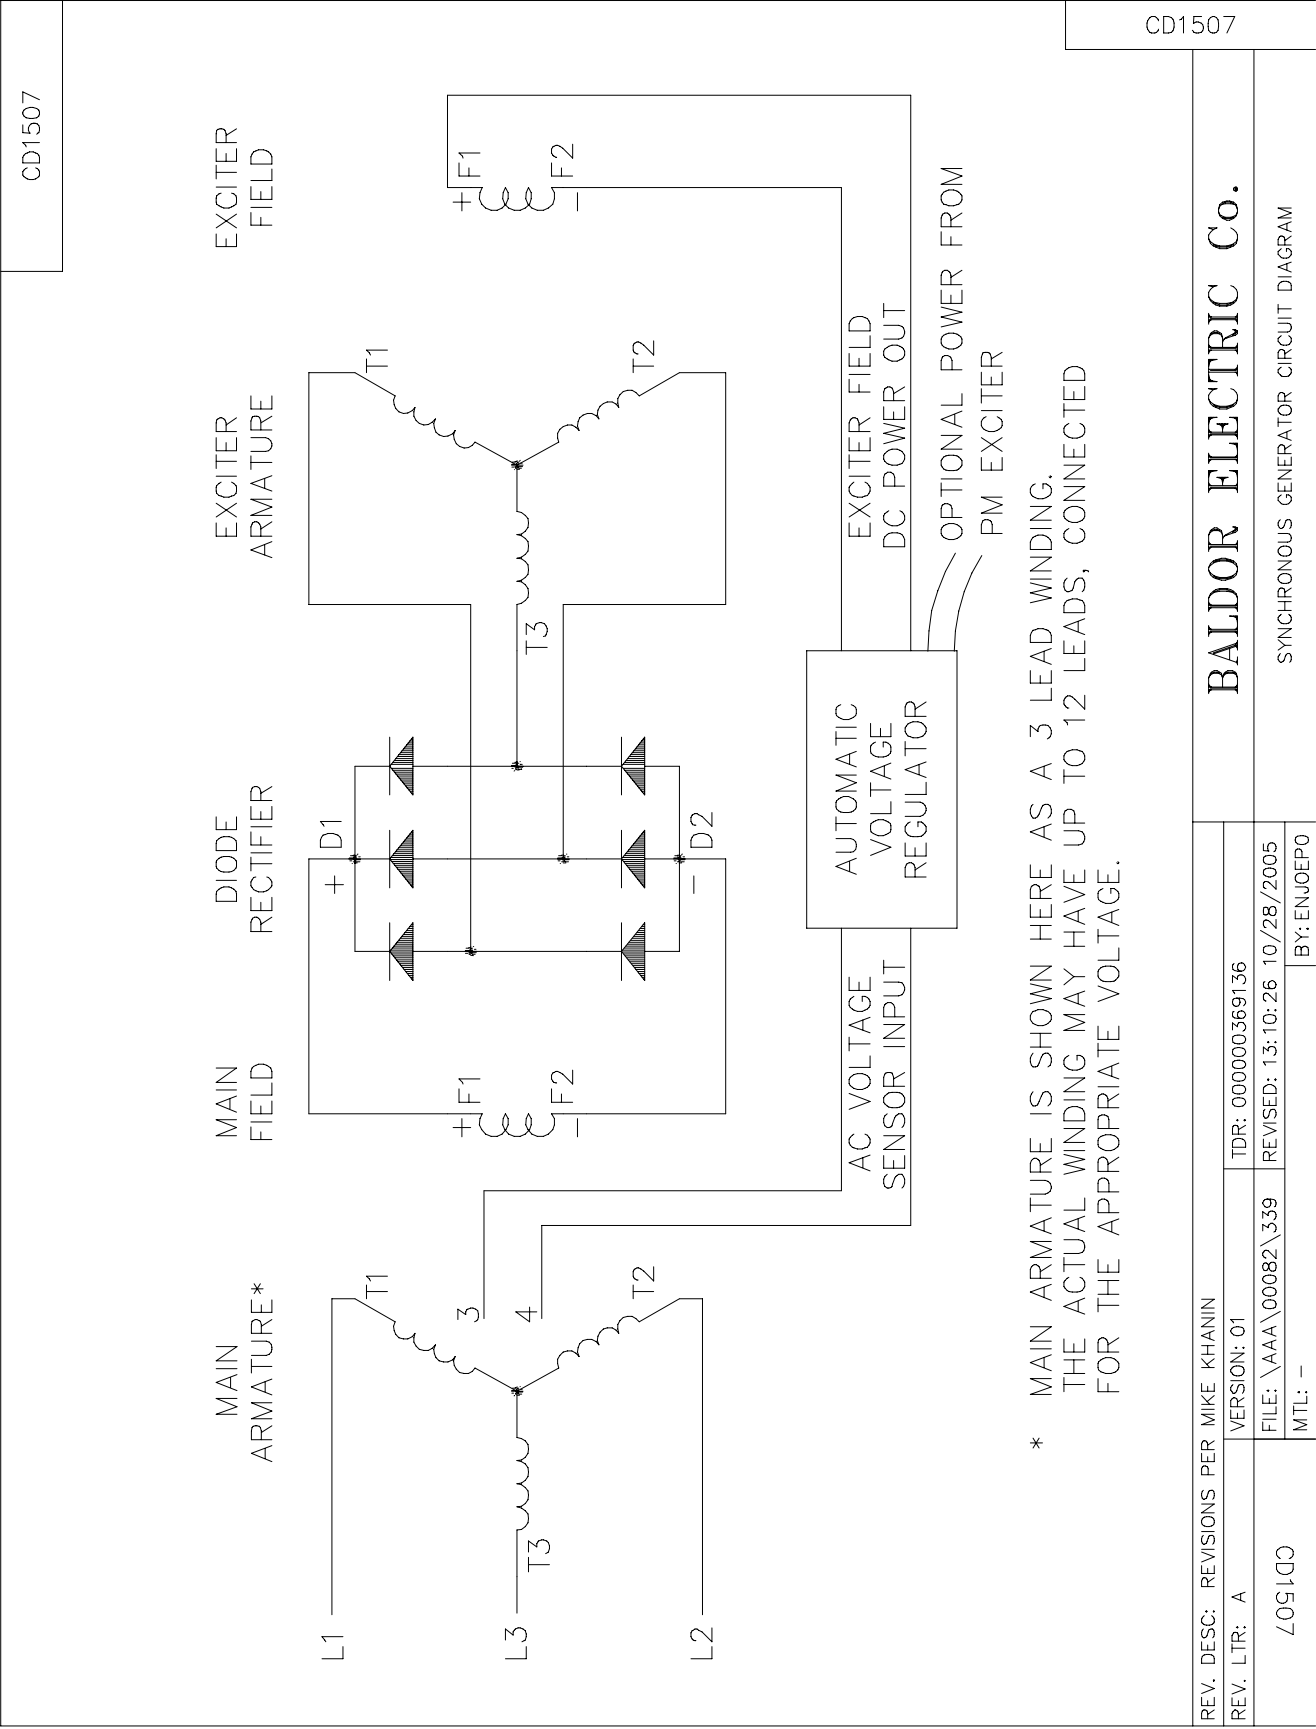 CD1507
CD1507
MAIN
ARMATURE*
MAIN
FIELD
DIODE
RECTIFIER
EXCITER
ARMATURE
EXCITER
FIELD
L1
L3
L2
T1
T3
T2
3
4
+ F1
- F2
+ D1
- D2
T1
T3
T2
+ F1
- F2
AC VOLTAGE
SENSOR INPUT
AUTOMATIC
VOLTAGE
REGULATOR
EXCITER FIELD
DC POWER OUT
OPTIONAL POWER FROM
PM EXCITER
* MAIN ARMATURE IS SHOWN HERE AS A 3 LEAD WINDING.
THE ACTUAL WINDING MAY HAVE UP TO 12 LEADS, CONNECTED
FOR THE APPROPRIATE VOLTAGE.
REV. DESC: REVISIONS PER MIKE KHANIN
REV. LTR: A
VERSION: 01
TDR: 000000369136
CD1507
FILE: \AAA\00082\339
REVISED: 13:10:26 10/28/2005
MTL: -
BY: ENJOEPO
BALDOR ELECTRIC Co.
SYNCHRONOUS GENERATOR CIRCUIT DIAGRAM